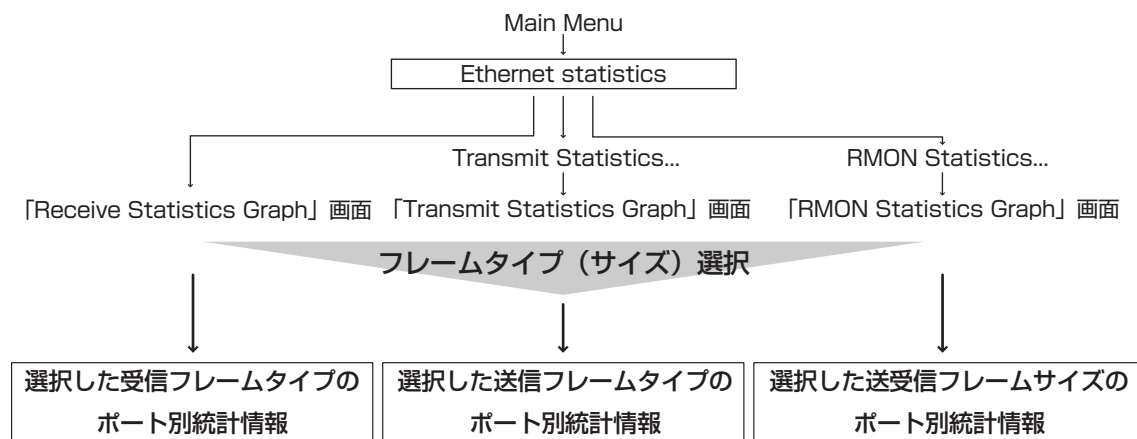 Main Menu
Ethernet statistics
Transmit Statistics...
RMON Statistics...
「Receive Statistics Graph」画面
「Transmit Statistics Graph」画面
「RMON Statistics Graph」画面
フレームタイプ（サイズ）選択
選択した受信フレームタイプの
ポート別統計情報
選択した送信フレームタイプの
ポート別統計情報
選択した送受信フレームサイズの
ポート別統計情報